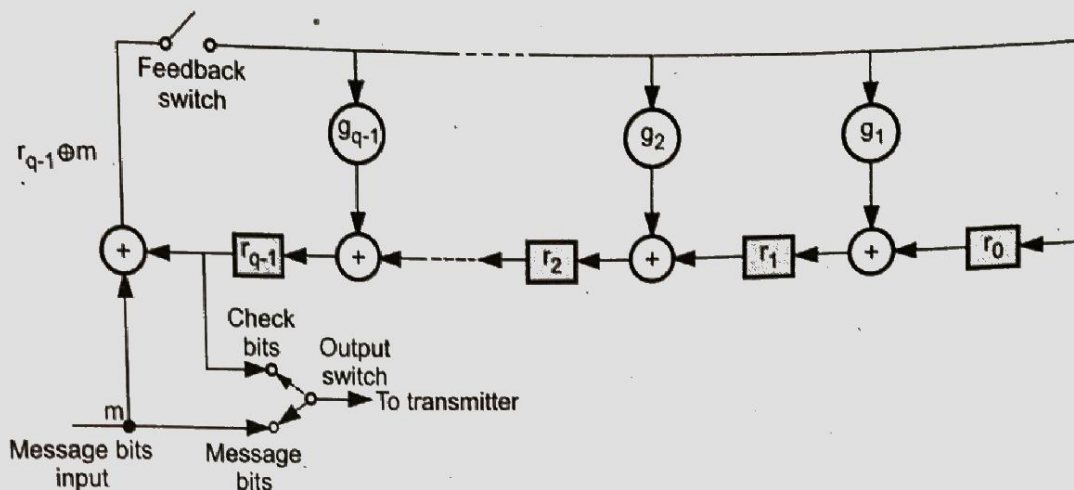 Feedback
switch
g_{q-1}
g_2
g_1
r_{q-1}⊕m
+
r_{q-1}
+
r_2
+
r_1
+
r_0
Check
bits
Output
switch
To transmitter
m
Message bits
input
Message
bits